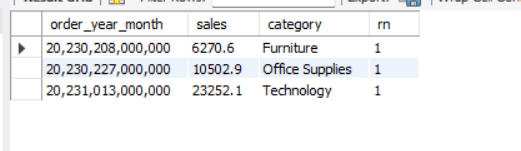 order_year_month sales category rn
20,230,208,000,000 6270.6 Furniture 1
20,230,227,000,000 10502.9 Office Supplies 1
20,231,013,000,000 23252.1 Technology 1